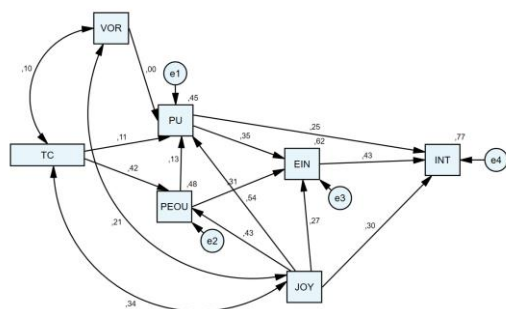 VOR
e1
,10
,00
,45
PU
,25
,62
,77
,11
,35
TC
EIN
,43
INT
e4
,13
,42
,48
,31
e3
PEOU
,54
,27
,30
,21
e2
,43
JOY
,34